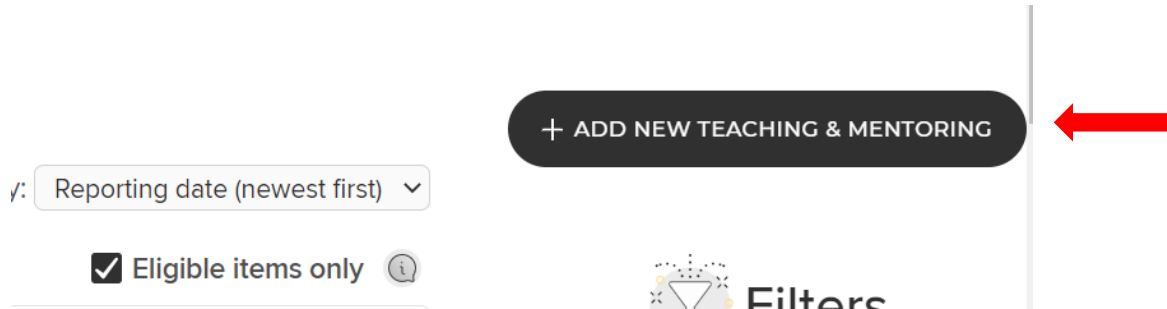 + ADD NEW TEACHING & MENTORING
y: Reporting date (newest first)
Eligible items only
Filters